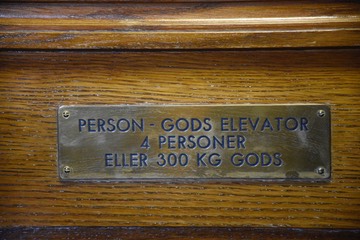 PERSON - GODS ELEVATOR
4 PERSONER
ELLER 300 KG GODS